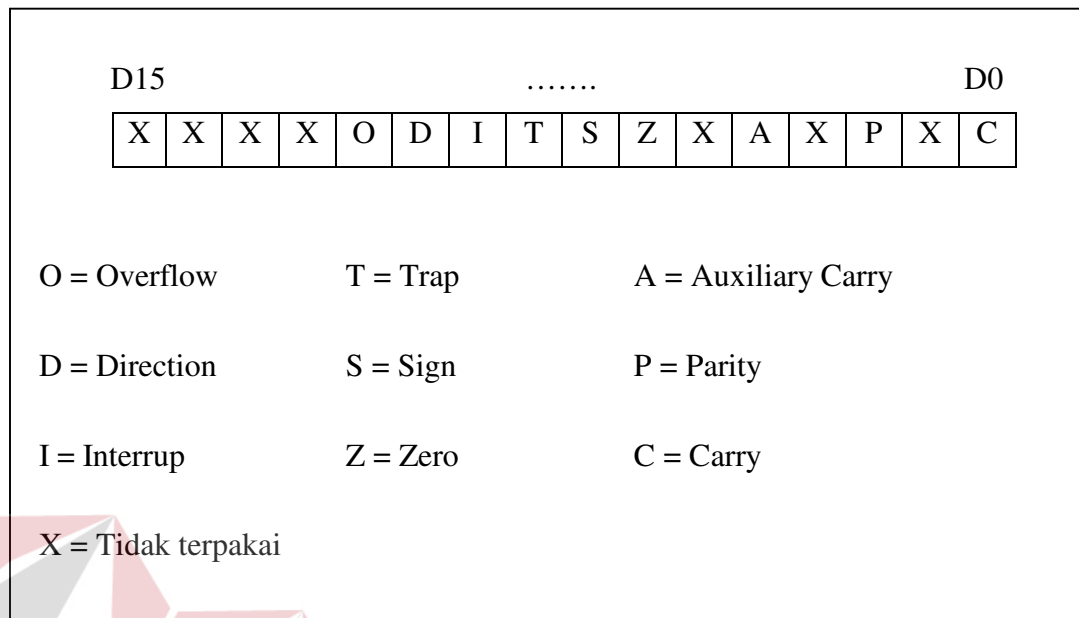 D15 ....... D0
X X X X O D I T S Z X A X P X C
O = Overflow T = Trap A = Auxiliary Carry
D = Direction S = Sign P = Parity
I = Interrup Z = Zero C = Carry
X = Tidak terpakai